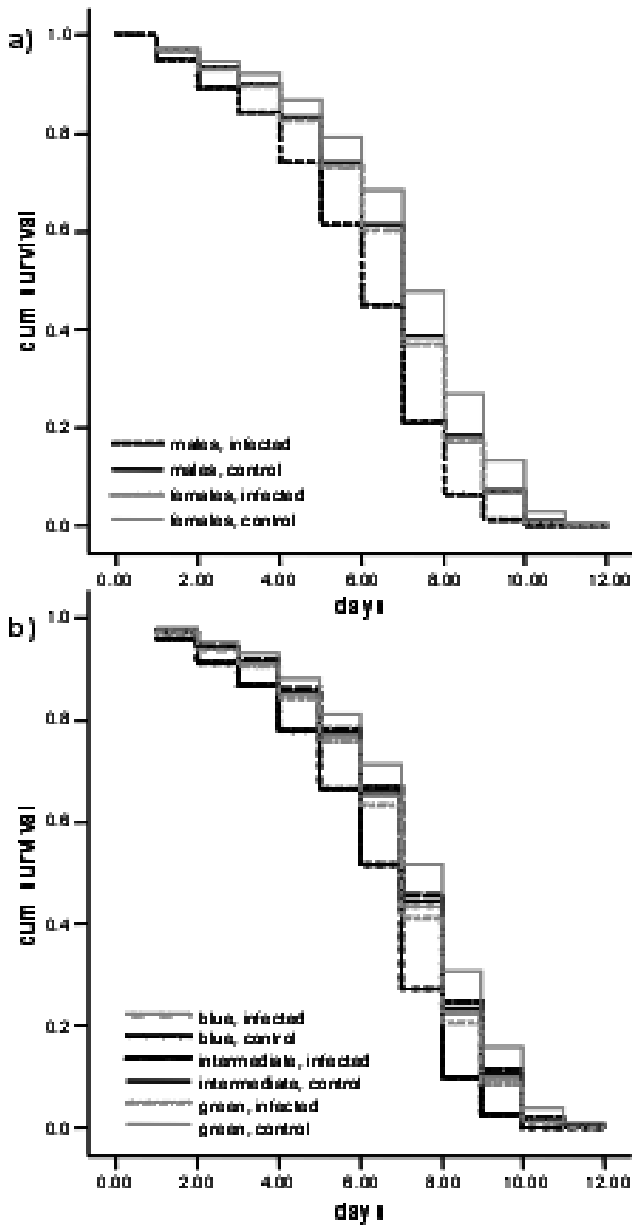 a)
1.0
0.8
0.6
0.4
0.2
0.0
cum survival
males, infected
males, control
females, infected
females, control
0.00 2.00 4.00 6.00 8.00 10.00 12.00
days
b)
1.0
0.8
0.6
0.4
0.2
0.0
cum survival
blue, infected
blue, control
intermediate, infected
intermediate, control
green, infected
green, control
0.00 2.00 4.00 6.00 8.00 10.00 12.00
days